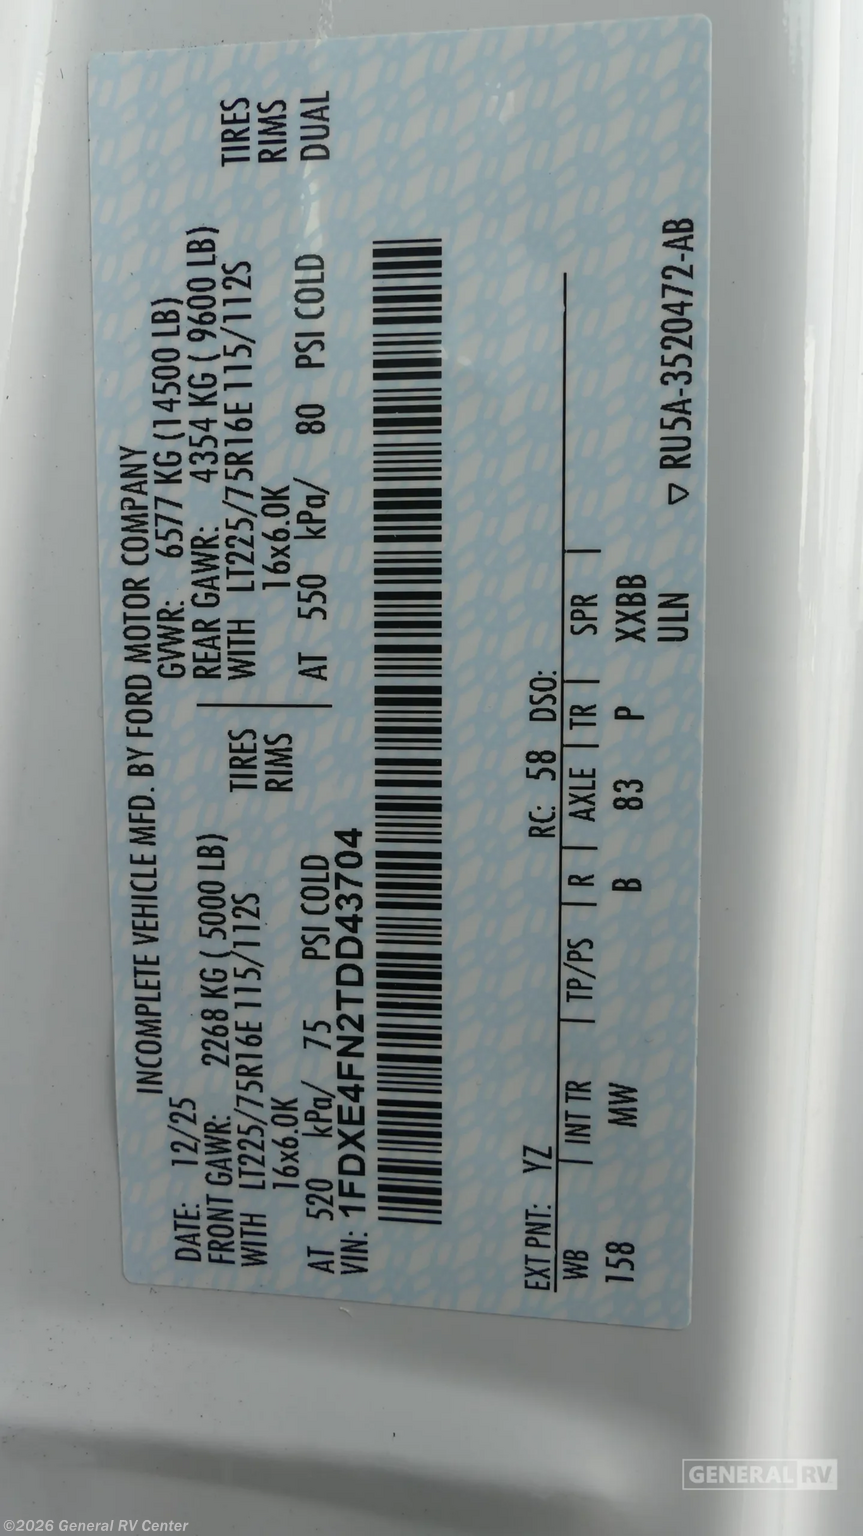 INCOMPLETE VEHICLE MFD. BY FORD MOTOR COMPANY
DATE: 12/25
GVWR: 6577 KG (14500 LB)
FRONT GAWR: 2268 KG ( 5000 LB)
REAR GAWR: 4354 KG ( 9600 LB)
WITH LT225/75R16E 115/112S TIRES
WITH LT225/75R16E 115/112S TIRES
16x6.0K RIMS
16x6.0K RIMS
AT 520 kPa/ 75 PSI COLD
AT 550 kPa/ 80 PSI COLD DUAL
VIN: 1FDXE4FN2TDD43704
EXT PNT: YZ RC: 58 DSO:
WB | INT TR | TP/PS | R | AXLE | TR | SPR |
158 MW B 83 P XXBB
ULN ▽ RU5A-3520472-AB
GENERAL RV
©2026 General RV Center